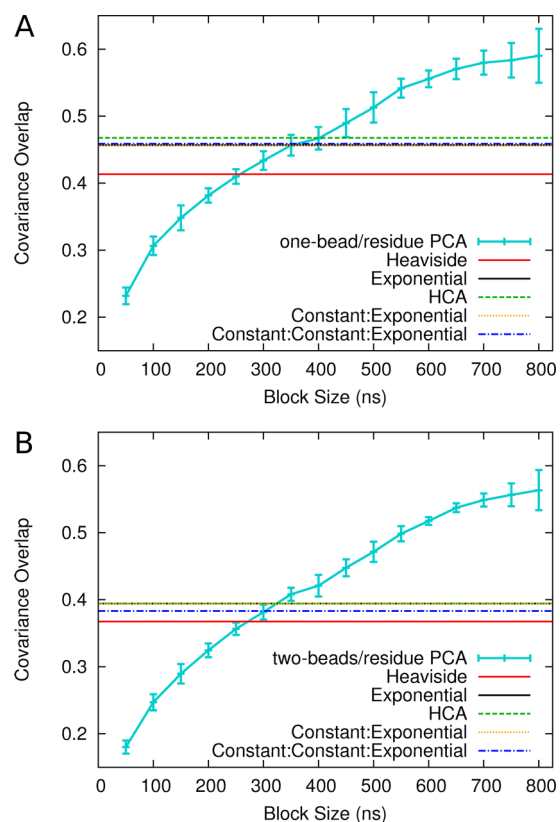 A
0.6
0.5
0.4
0.3
0.2
Covariance Overlap
one-bead/residue PCA
Heaviside
Exponential
HCA
Constant:Exponential
Constant:Constant:Exponential
0 100 200 300 400 500 600 700 800
Block Size (ns)
B
0.6
0.5
0.4
0.3
0.2
Covariance Overlap
two-beads/residue PCA
Heaviside
Exponential
HCA
Constant:Exponential
Constant:Constant:Exponential
0 100 200 300 400 500 600 700 800
Block Size (ns)